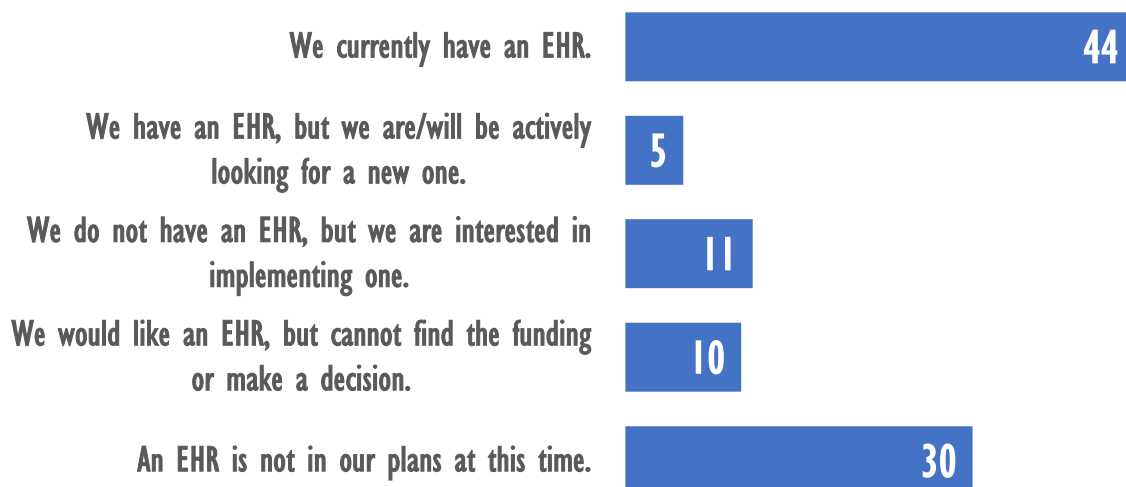 We currently have an EHR.
44
We have an EHR, but we are/will be actively
looking for a new one.
5
We do not have an EHR, but we are interested in
implementing one.
11
We would like an EHR, but cannot find the funding
or make a decision.
10
An EHR is not in our plans at this time.
30